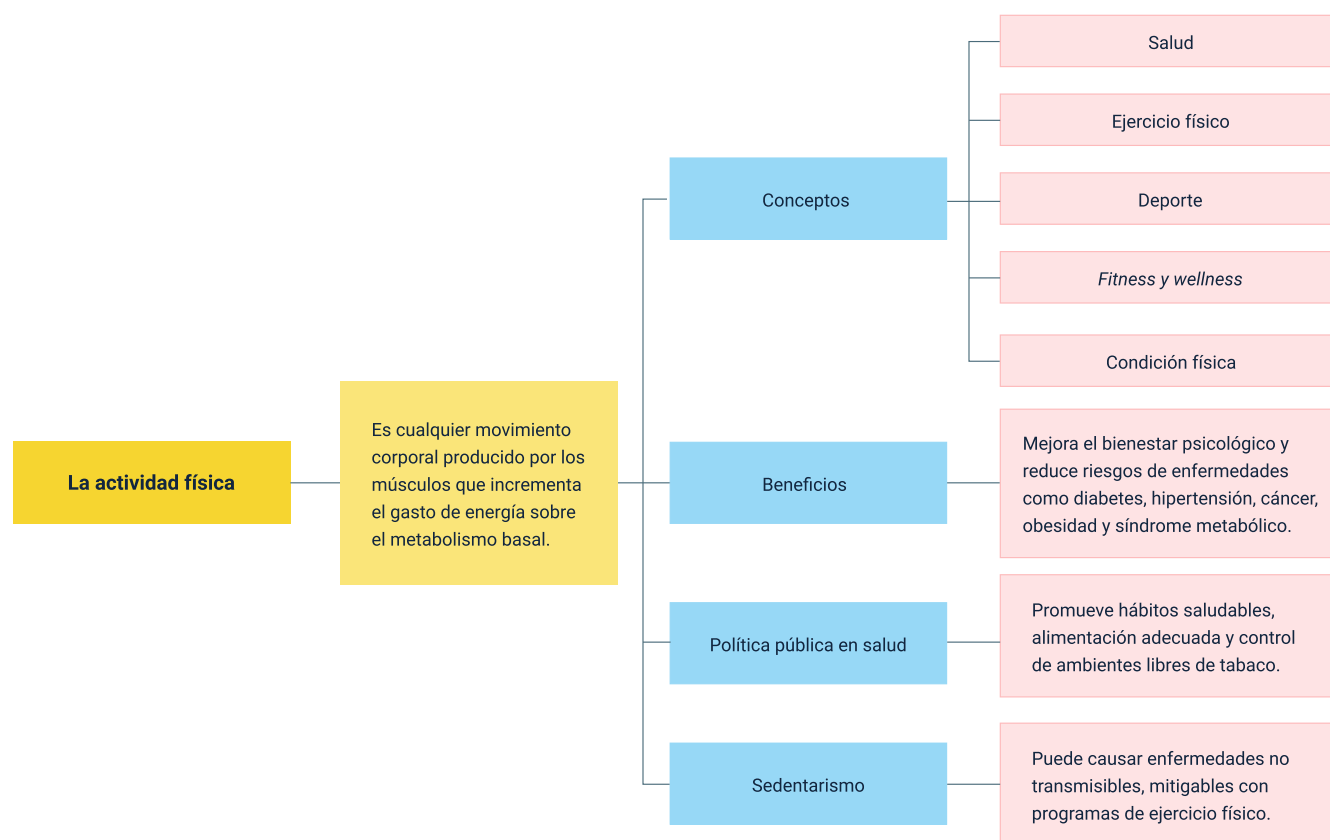 La actividad física
Es cualquier movimiento
corporal producido por los
músculos que incrementa
el gasto de energía sobre
el metabolismo basal.
Conceptos
Salud
Ejercicio físico
Deporte
Fitness y wellness
Condición física
Beneficios
Mejora el bienestar psicológico y
reduce riesgos de enfermedades
como diabetes, hipertensión, cáncer,
obesidad y síndrome metabólico.
Política pública en salud
Promueve hábitos saludables,
alimentación adecuada y control
de ambientes libres de tabaco.
Sedentarismo
Puede causar enfermedades no
transmisibles, mitigables con
programas de ejercicio físico.